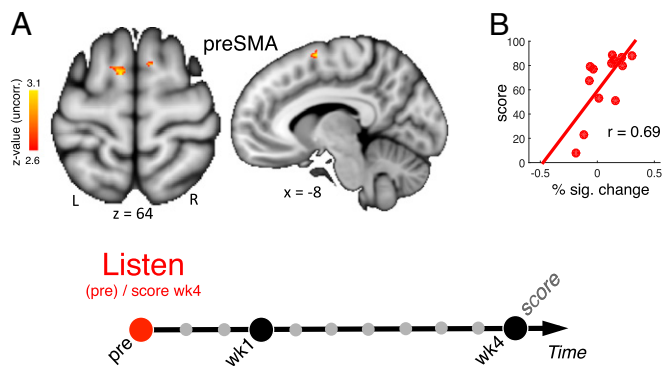 A
preSMA
B
z-value (uncorr.)
3.1
2.6
L
R
z = 64
x = -8
score
100
80
60
40
20
0
r = 0.69
-0.5
0
0.5
% sig. change
Listen
(pre) / score wk4
pre
wk1
wk4
score
Time